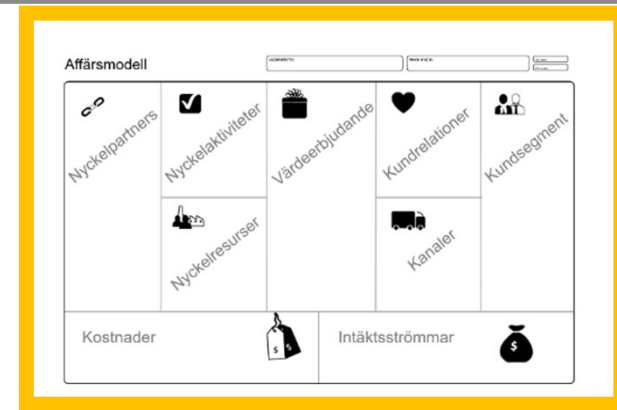 Affärsmodell
Nyckelpartners
Nyckelaktiviteter
Nyckelresurser
Värdeerbjudande
Kundrelationer
Kanaler
Kundsegment
Kostnader
$ $
Intäktsströmmar
$